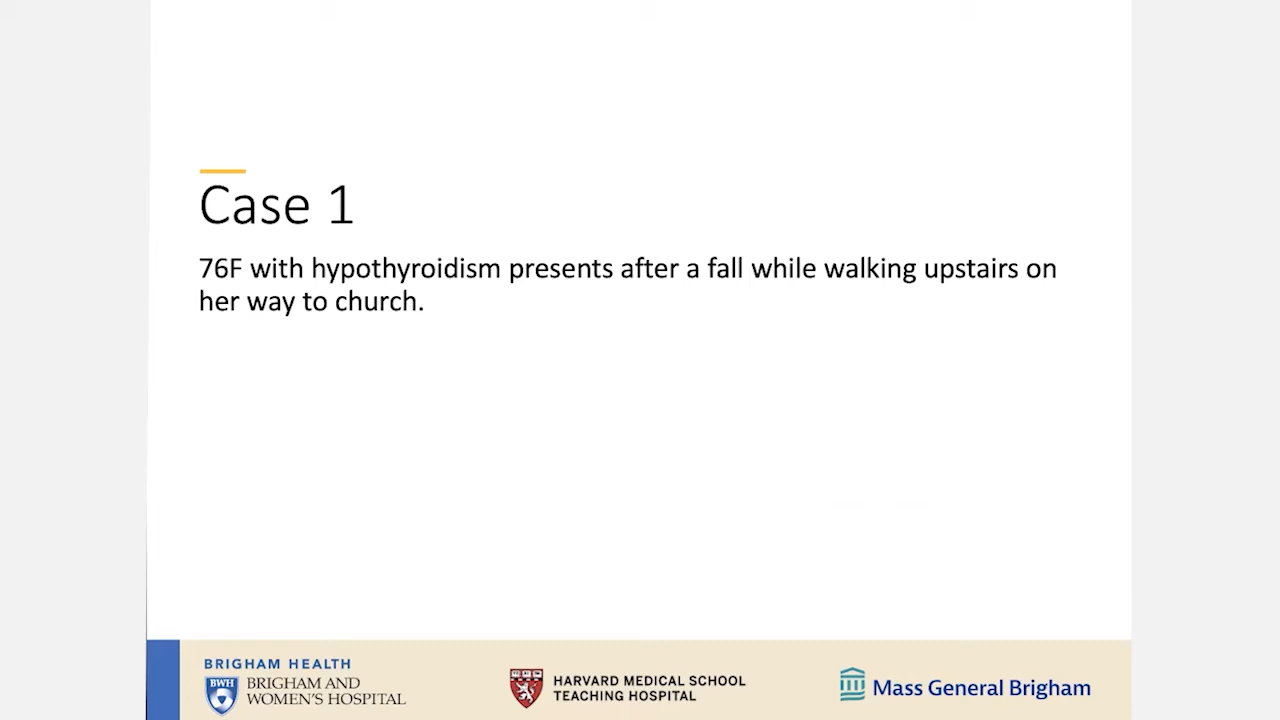 Case 1
76F with hypothyroidism presents after a fall while walking upstairs on
her way to church.
BRIGHAM HEALTH
BWH
BRIGHAM AND
WOMEN'S HOSPITAL
HARVARD MEDICAL SCHOOL
TEACHING HOSPITAL
Mass General Brigham